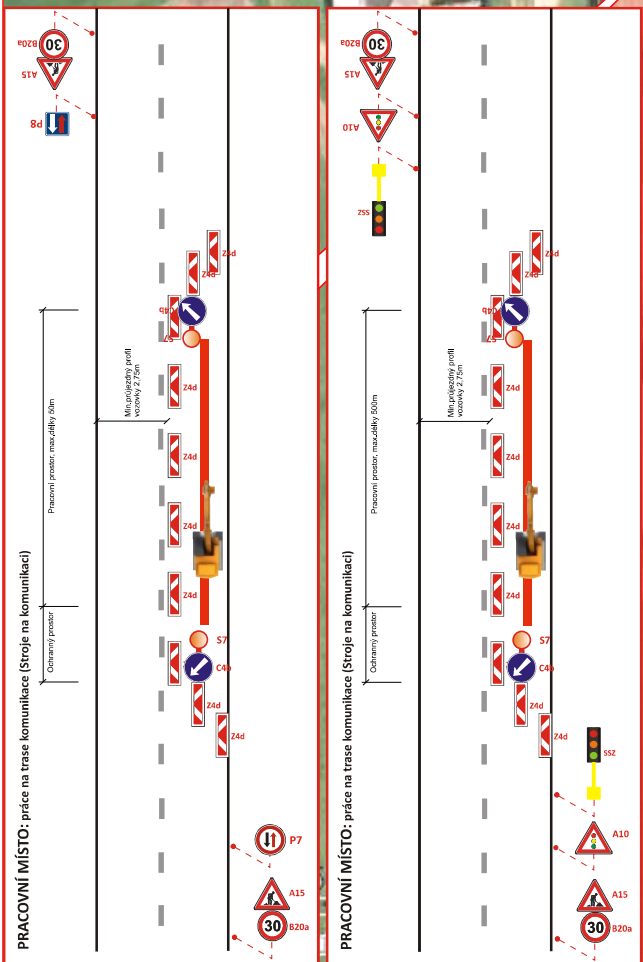 PRACOVNÍ MÍSTO: práce na trase komunikace (Stroje na komunikaci)
30
B20a
A15
P8
Z4d
Z4d
C4b
S7
Pracovní prostor, max.délky 50m
Min.průjezdný profil
vozovky 2,75m
Z4d
Z4d
Z4d
Z4d
Ochranný prostor
S7
C4b
Z4d
Z4d
P7
A15
30
B20a
PRACOVNÍ MÍSTO: práce na trase komunikace (Stroje na komunikaci)
30
B20a
A15
A10
SSZ
Z4d
Z4d
C4b
S7
Pracovní prostor, max.délky 500m
Min.průjezdný profil
vozovky 2,75m
Z4d
Z4d
Z4d
Z4d
Ochranný prostor
S7
C4b
Z4d
Z4d
SSZ
A10
A15
30
B20a